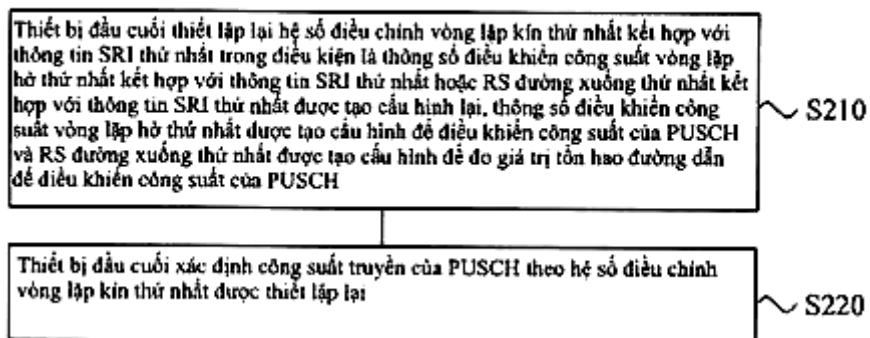 Thiết bị đầu cuối thiết lập lại hệ số điều chỉnh vòng lặp kín thứ nhất kết hợp với
thông tin SRI thứ nhất trong điều kiện là thông số điều khiển công suất vòng lặp
hở thứ nhất kết hợp với thông tin SRI thứ nhất hoặc RS đường xuống thứ nhất kết
hợp với thông tin SRI thứ nhất được tạo cấu hình lại, thông số điều khiển công
suất vòng lặp hở thứ nhất được tạo cấu hình để điều khiển công suất của PUSCH
và RS đường xuống thứ nhất được tạo cấu hình để đo giá trị tổn hao đường dẫn
để điều khiển công suất của PUSCH
S210
Thiết bị đầu cuối xác định công suất truyền của PUSCH theo hệ số điều chỉnh
vòng lặp kín thứ nhất được thiết lập lại
S220